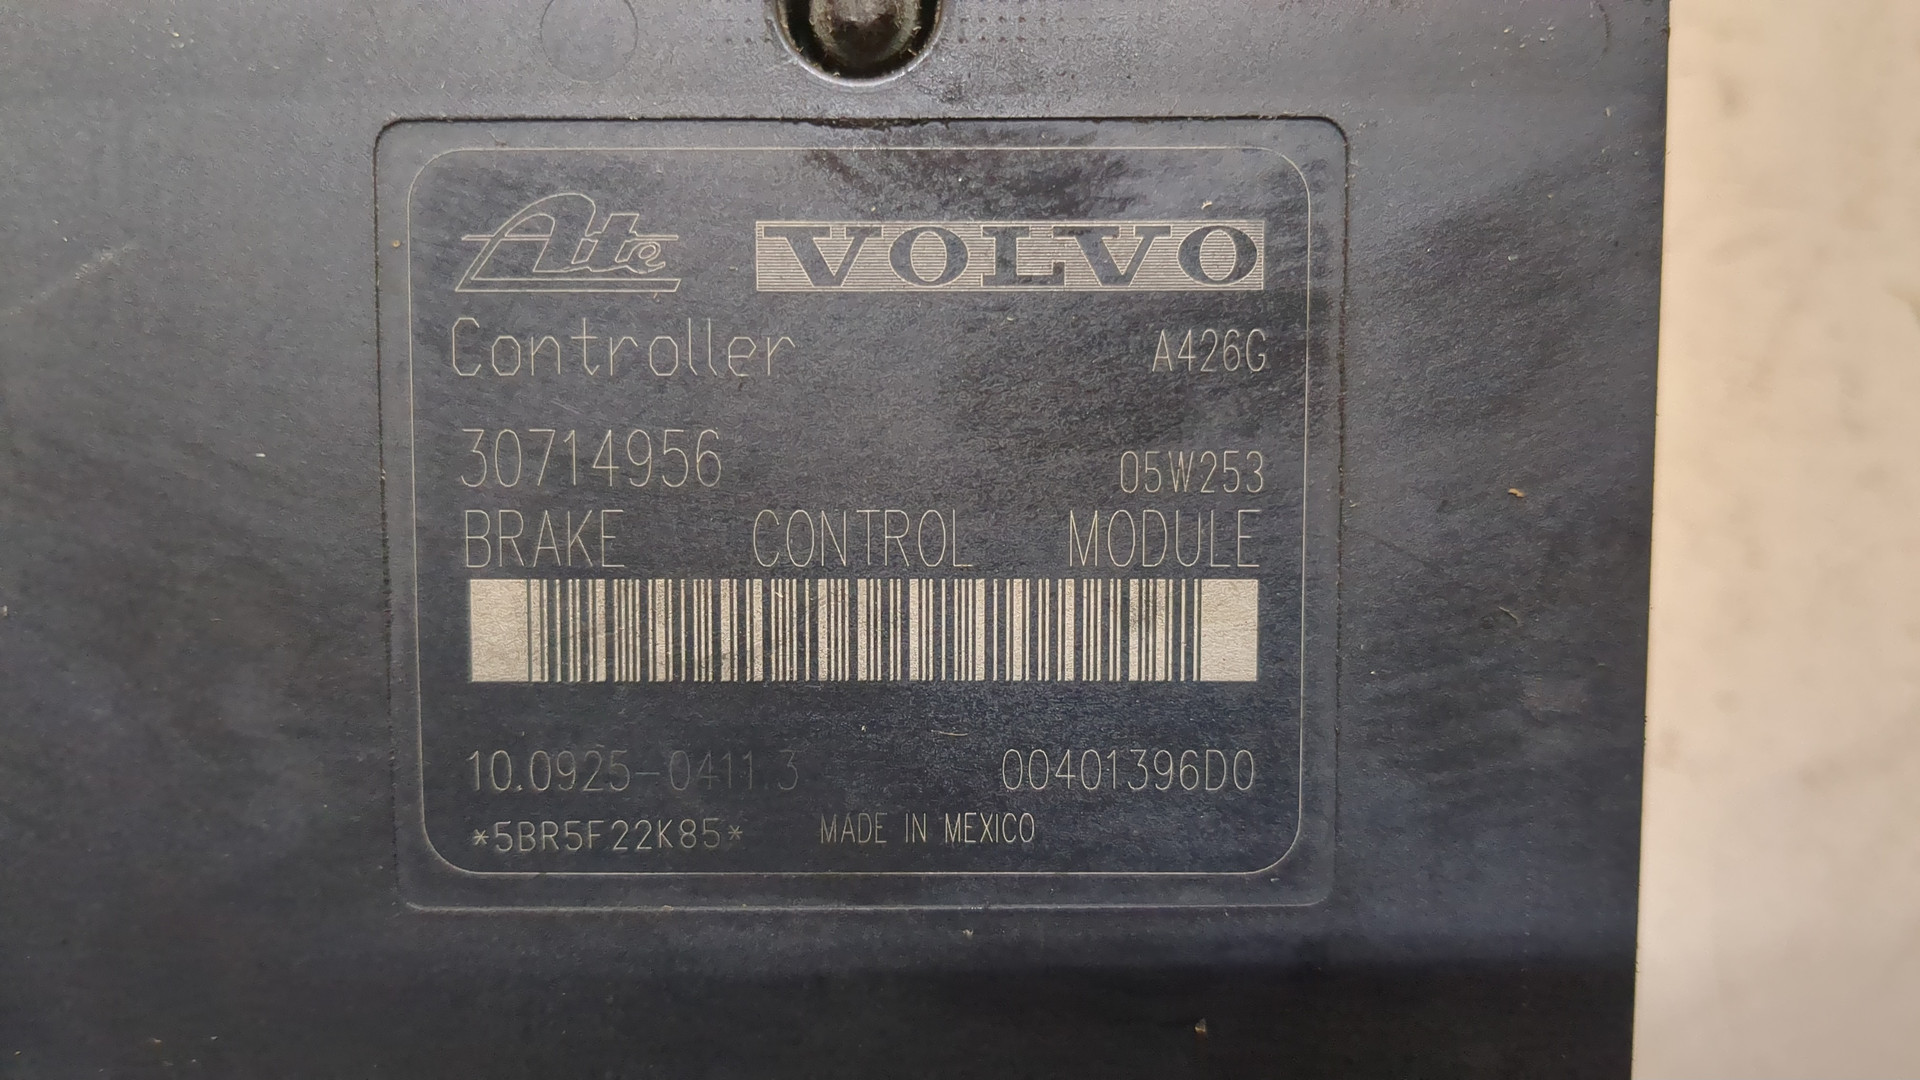 Ate VOLVO
Controller A426G
30714956 05W253
BRAKE CONTROL MODULE
10.0925-0411.3 00401396D0
*5BR5F22K85* MADE IN MEXICO